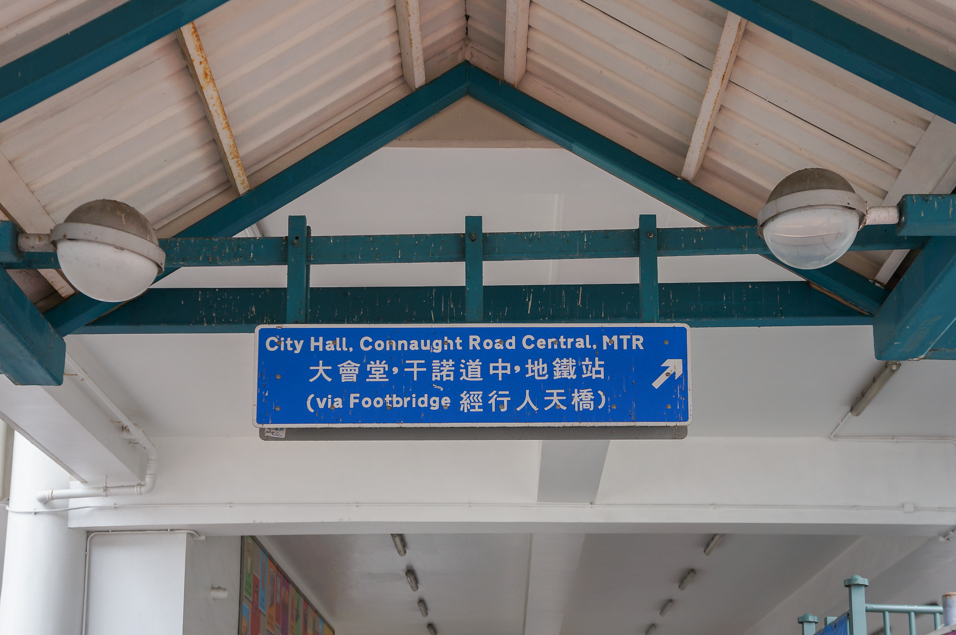 City Hall, Connaught Road Central, MTR
大會堂，干諾道中，地鐵站
(via Footbridge 經行人天橋)